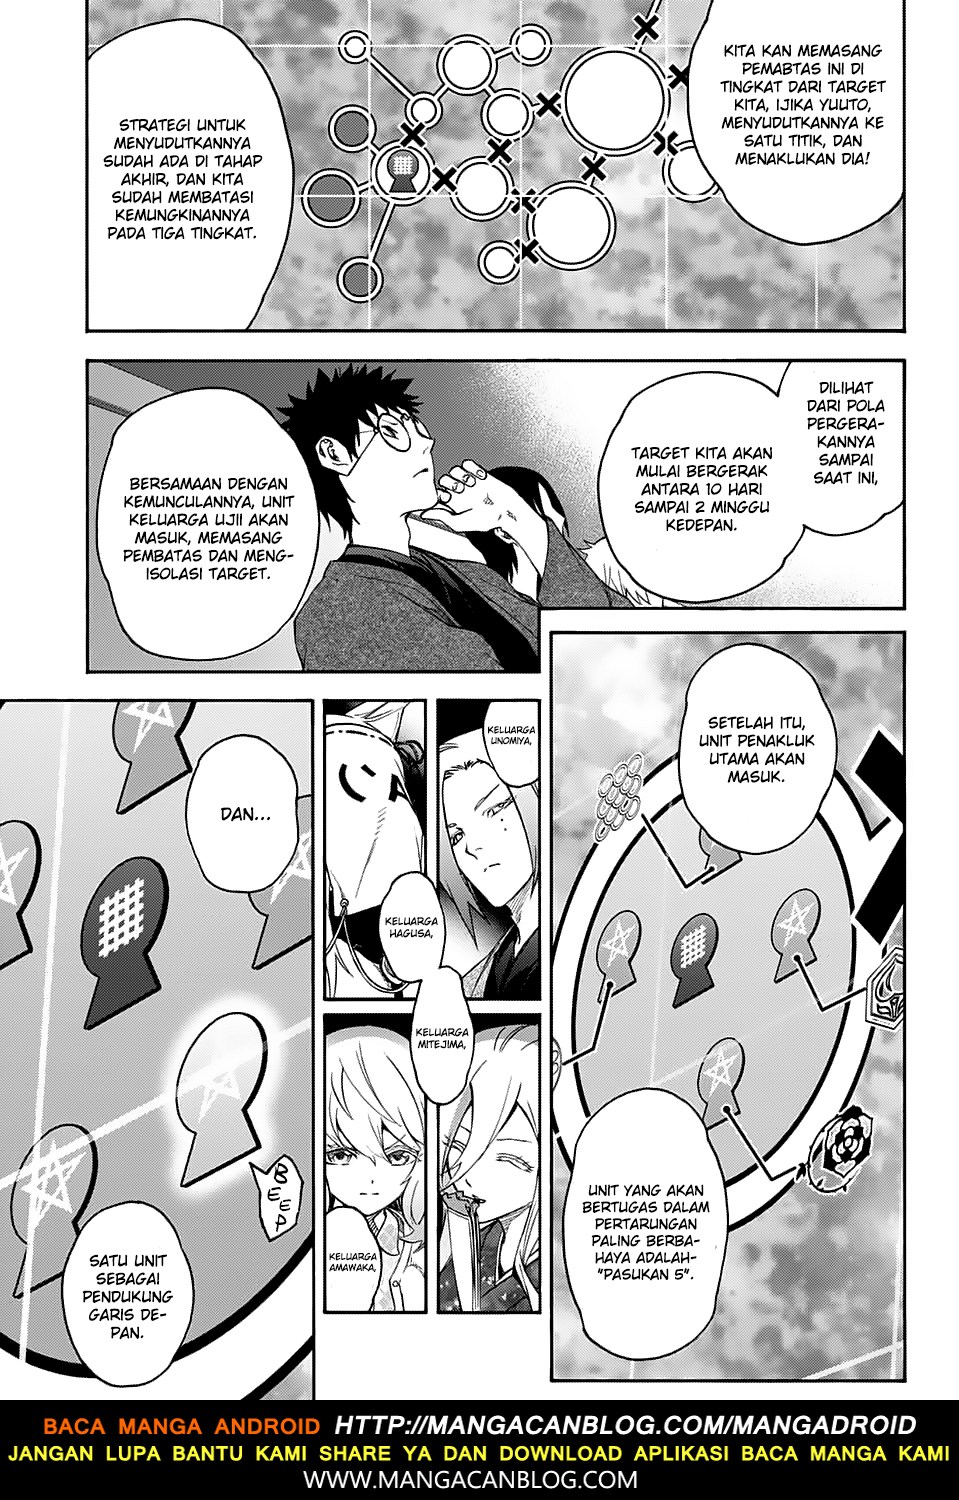 KITA KAN MEMASANG
PEMABTAS INI DI
TINGKAT DARI TARGET
KITA, IJIKA YUUTO,
MENYUDUTKANNYA KE
SATU TITIK, DAN
MENAKLUKAN DIA!
STRATEGI UNTUK
MENYUDUTKANNYA
SUDAH ADA DI TAHAP
AKHIR, DAN KITA
SUDAH MEMBATASI
KEMUNGKINANNYA
PADA TIGA TINGKAT.
DILIHAT
DARI POLA
PERGERA-
KANNYA
SAMPAI
SAAT INI,
TARGET KITA AKAN
MULAI BERGERAK
ANTARA 10 HARI
SAMPAI 2 MINGGU
KEDEPAN.
BERSAMAAN DENGAN
KEMUNCULANNYA, UNIT
KELUARGA UJII AKAN
MASUK, MEMASANG
PEMBATAS DAN MENG-
ISOLASI TARGET.
SETELAH ITU,
UNIT PENAKLUK
UTAMA AKAN
MASUK.
UNIT YANG AKAN
BERTUGAS DALAM
PERTARUNGAN
PALING BERBA-
HAYA ADALAH-
"PASUKAN 5".
KELUARGA
UNOMIYA,
KELUARGA
HAGUSA,
KELUARGA
MITEJIMA,
KELUARGA
AMAWAKA,
DAN...
BEEP
SATU UNIT
SEBAGAI
PENDUKUNG
GARIS DE-
PAN.
BACA MANGA ANDROID HTTP://MANGACANBLOG.COM/MANGADROID
JANGAN LUPA BANTU KAMI SHARE YA DAN DOWNLOAD APLIKASI BACA MANGA KAMI
WWW.MANGACANBLOG.COM